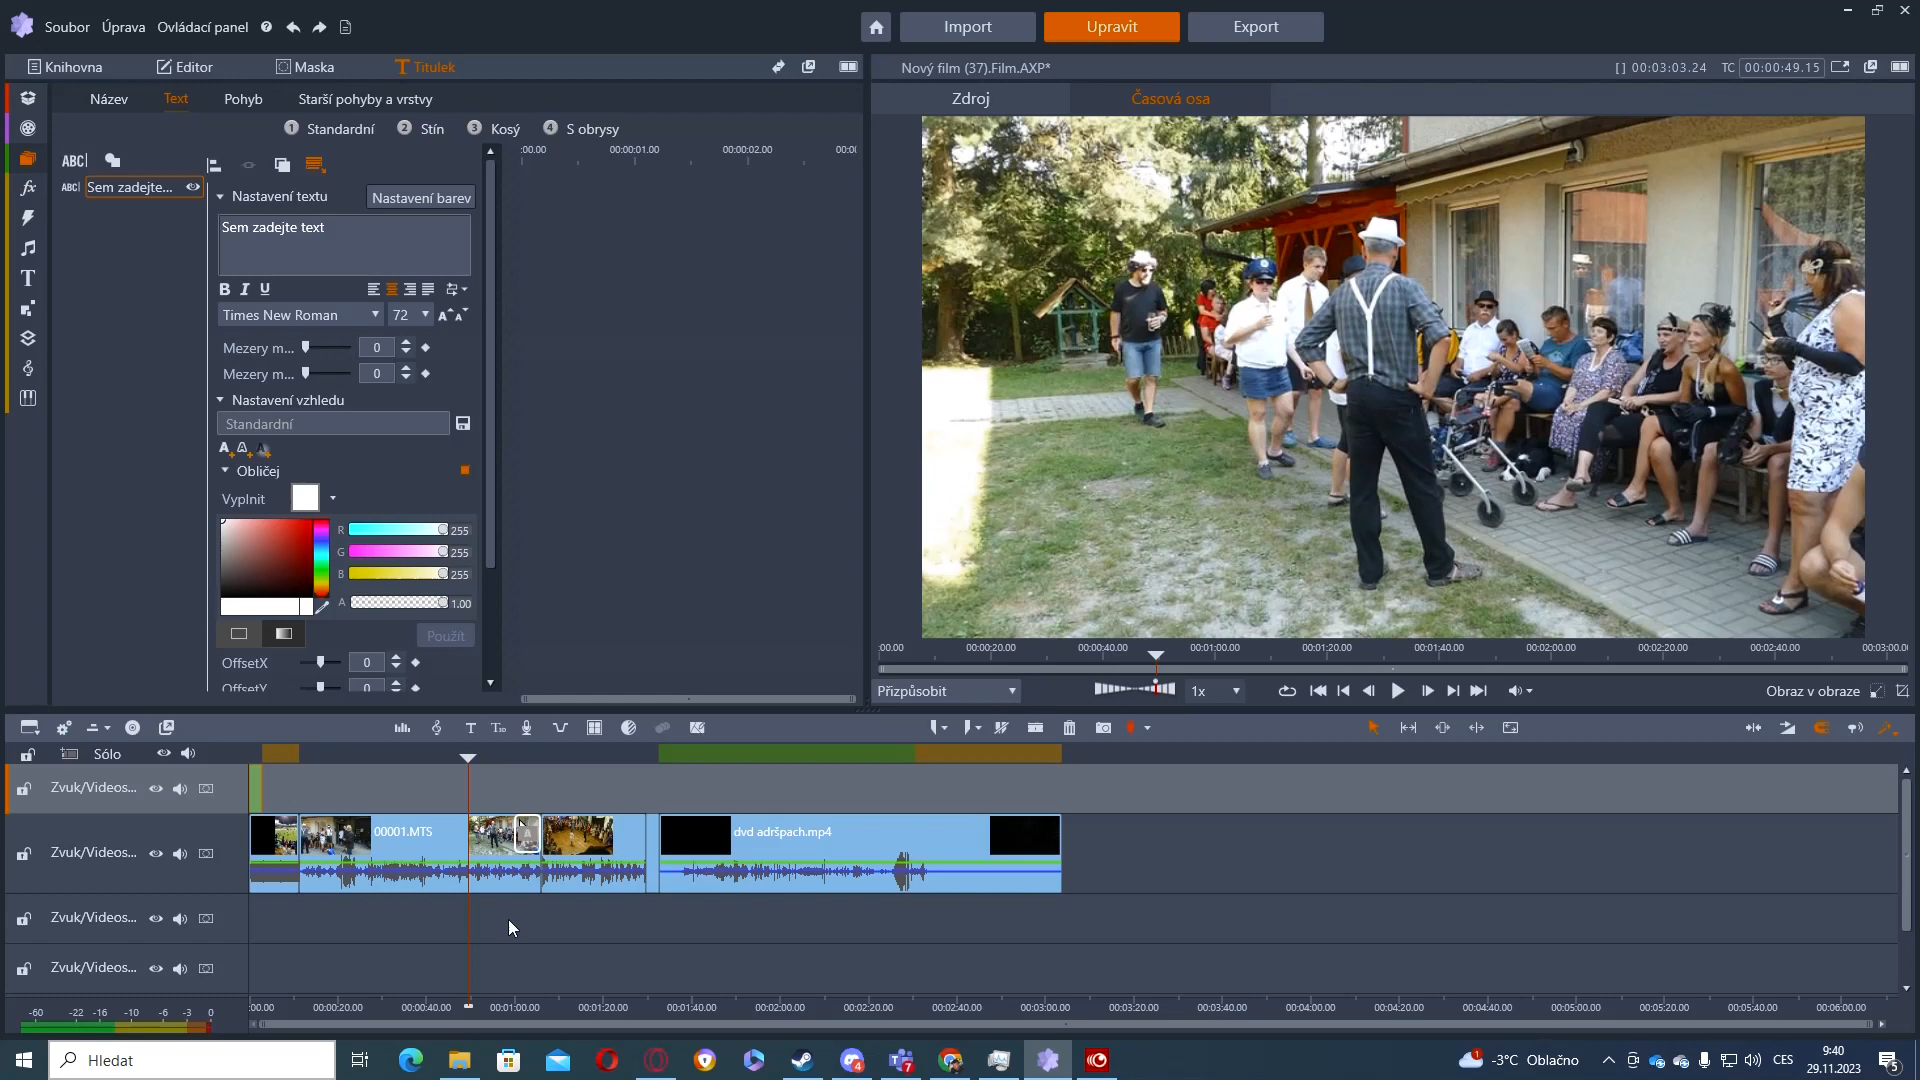 Soubor Úprava Ovládací panel
Import Upravit Export
Knihovna Editor Maska Titulek
Nový film (37).Film.AXP* [ ] 00:03:03.24 TC 00:00:49.15
Název Text Pohyb Starší pohyby a vrstvy
Zdroj Časová osa
1 Standardní 2 Stín 3 Kosý 4 S obrysy
:00.00 00:00:01.00 00:00:02.00 00:0
ABC
ABC Sem zadejte...
Nastavení textu Nastavení barev
Sem zadejte text
B I U
Times New Roman 72
Mezery m... 0
Mezery m... 0
Nastavení vzhledu
Standardní
Obličej
Vyplnit
R 255
G 255
B 255
A 1.00
Použít
OffsetX 0
OffsetY 0
:00.00 00:00:20.00 00:00:40.00 00:01:00.00 00:01:20.00 00:01:40.00 00:02:00.00 00:02:20.00 00:02:40.00 00:03:00.0
Přizpůsobit 1x Obraz v obraze
Sólo
Zvuk/Videos...
Zvuk/Videos... 00001.MTS dvd adršpach.mp4
Zvuk/Videos...
Zvuk/Videos...
:00.00 00:00:20.00 00:00:40.00 00:01:00.00 00:01:20.00 00:01:40.00 00:02:00.00 00:02:20.00 00:02:40.00 00:03:00.00 00:03:20.00 00:03:40.00 00:04:00.00 00:04:20.00 00:04:40.00 00:05:00.00 00:05:20.00 00:05:40.00 00:06:00.00
-60 -22 -16 -10 -6 -3 0
Hledat 4 7 1 -3°C Oblačno CES 9:40
29.11.2023 5